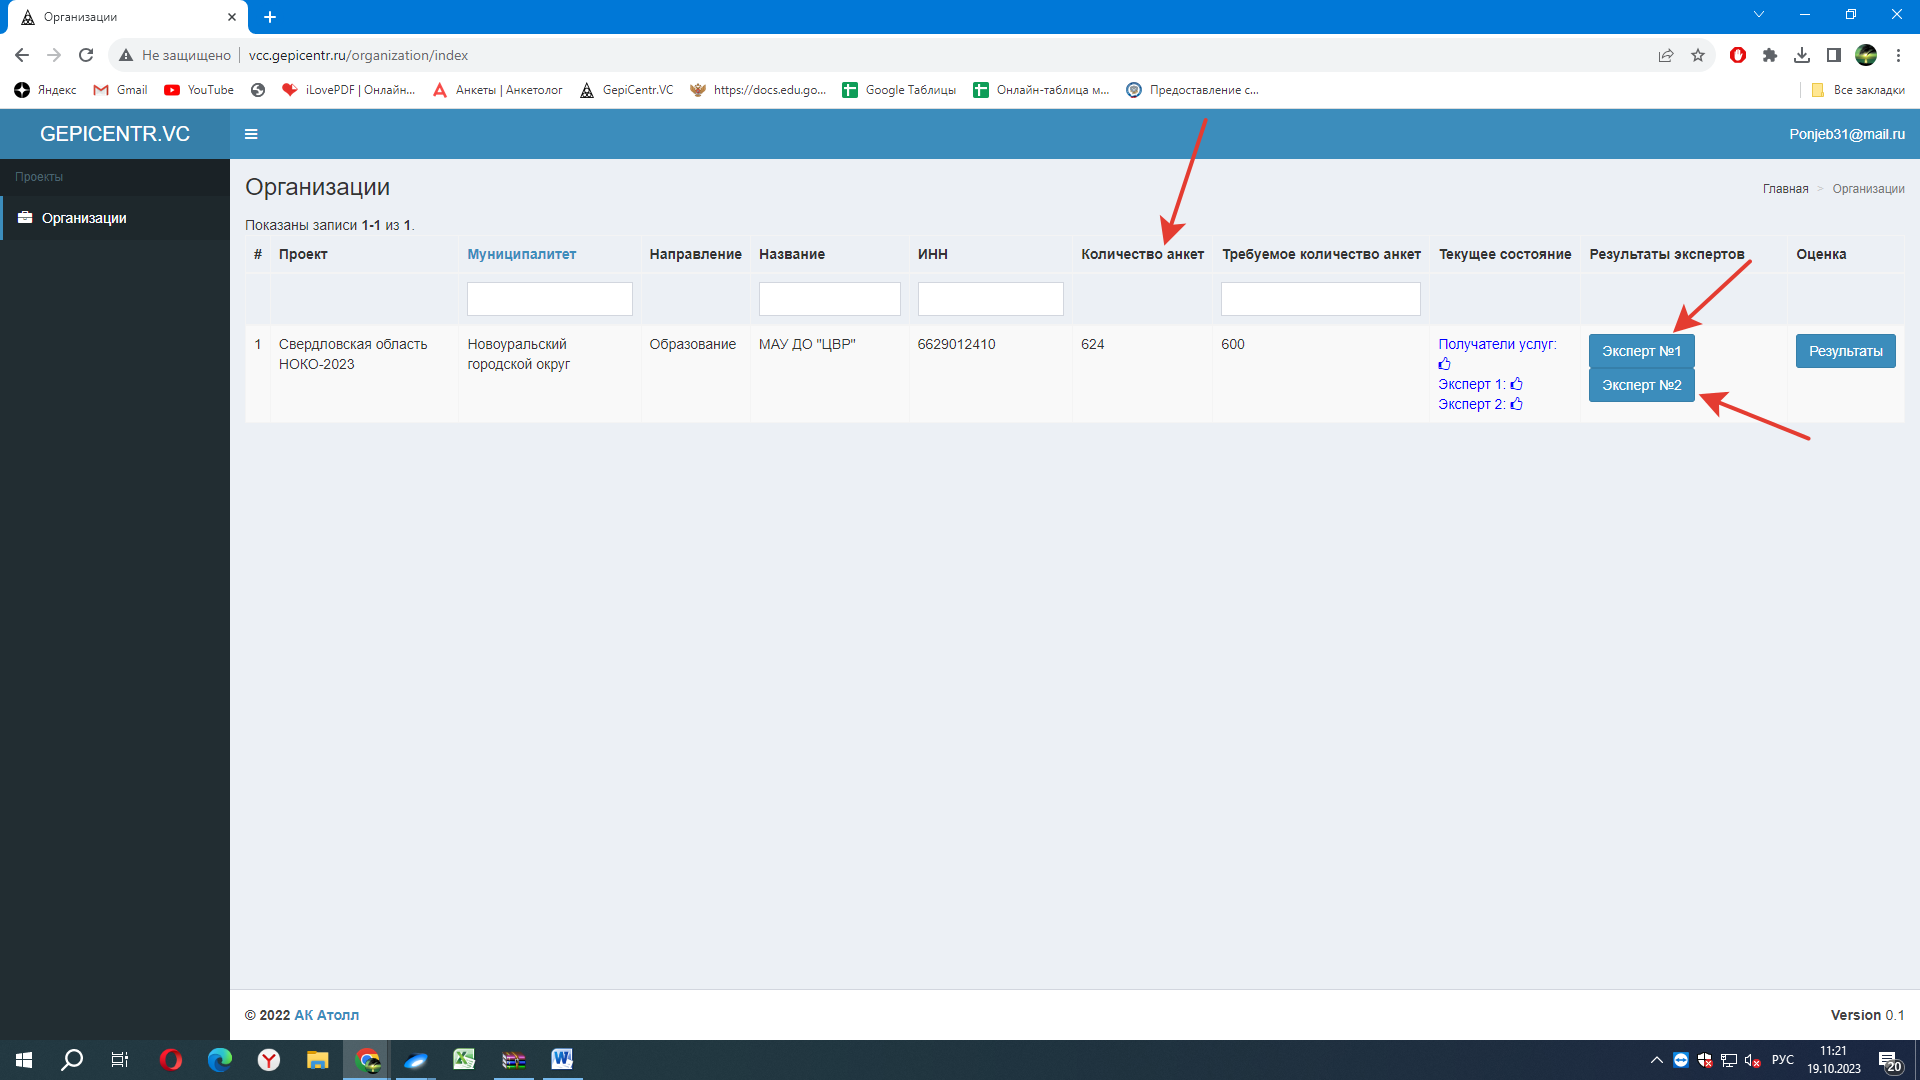 Организации
Не защищено
vcc.gepicentr.ru/organization/index
Яндекс
Gmail
YouTube
iLovePDF | Онлайн...
Анкеты | Анкетолог
GepiCentr.VC
https://docs.edu.go...
Google Таблицы
Онлайн-таблица м...
Предоставление с...
Все закладки
GEPICENTR.VC
Ponjeb31@mail.ru
Проекты
Организации
Организации
Главная > Организации
Показаны записи 1-1 из 1.
# Проект Муниципалитет Направление Название ИНН Количество анкет Требуемое количество анкет Текущее состояние Результаты экспертов Оценка
1
Свердловская область
НОКО-2023
Новоуральский
городской округ
Образование
МАУ ДО "ЦВР"
6629012410
624
600
Получатели услуг:
Эксперт 1:
Эксперт 2:
Эксперт №1
Эксперт №2
Результаты
© 2022 АК Атолл
Version 0.1
РУС
11:21
19.10.2023
20